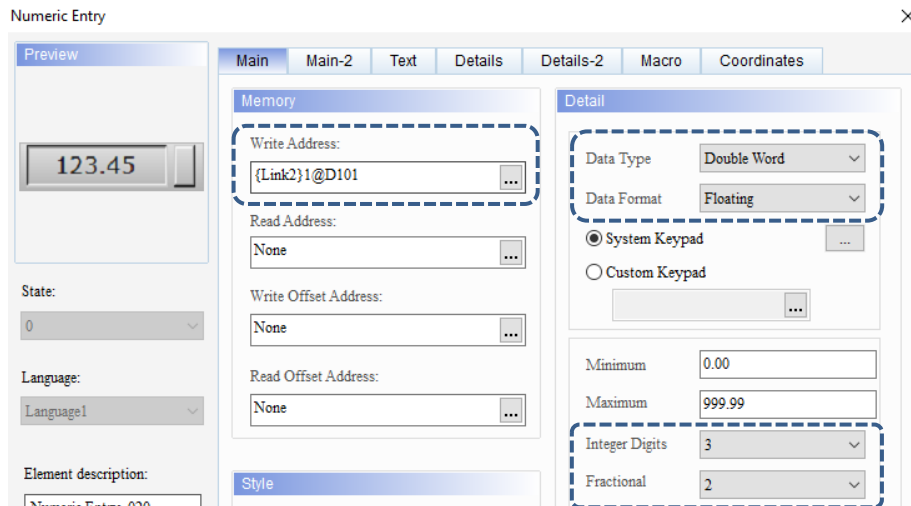 Numeric Entry
Preview
123.45
State:
0
Language:
Language1
Element description:
Main Main-2 Text Details Details-2 Macro Coordinates
Memory
Write Address:
{Link2}1@D101
...
Read Address:
None
...
Write Offset Address:
None
...
Read Offset Address:
None
...
Style
Detail
Data Type Double Word
Data Format Floating
System Keypad
...
Custom Keypad
...
Minimum 0.00
Maximum 999.99
Integer Digits 3
Fractional 2